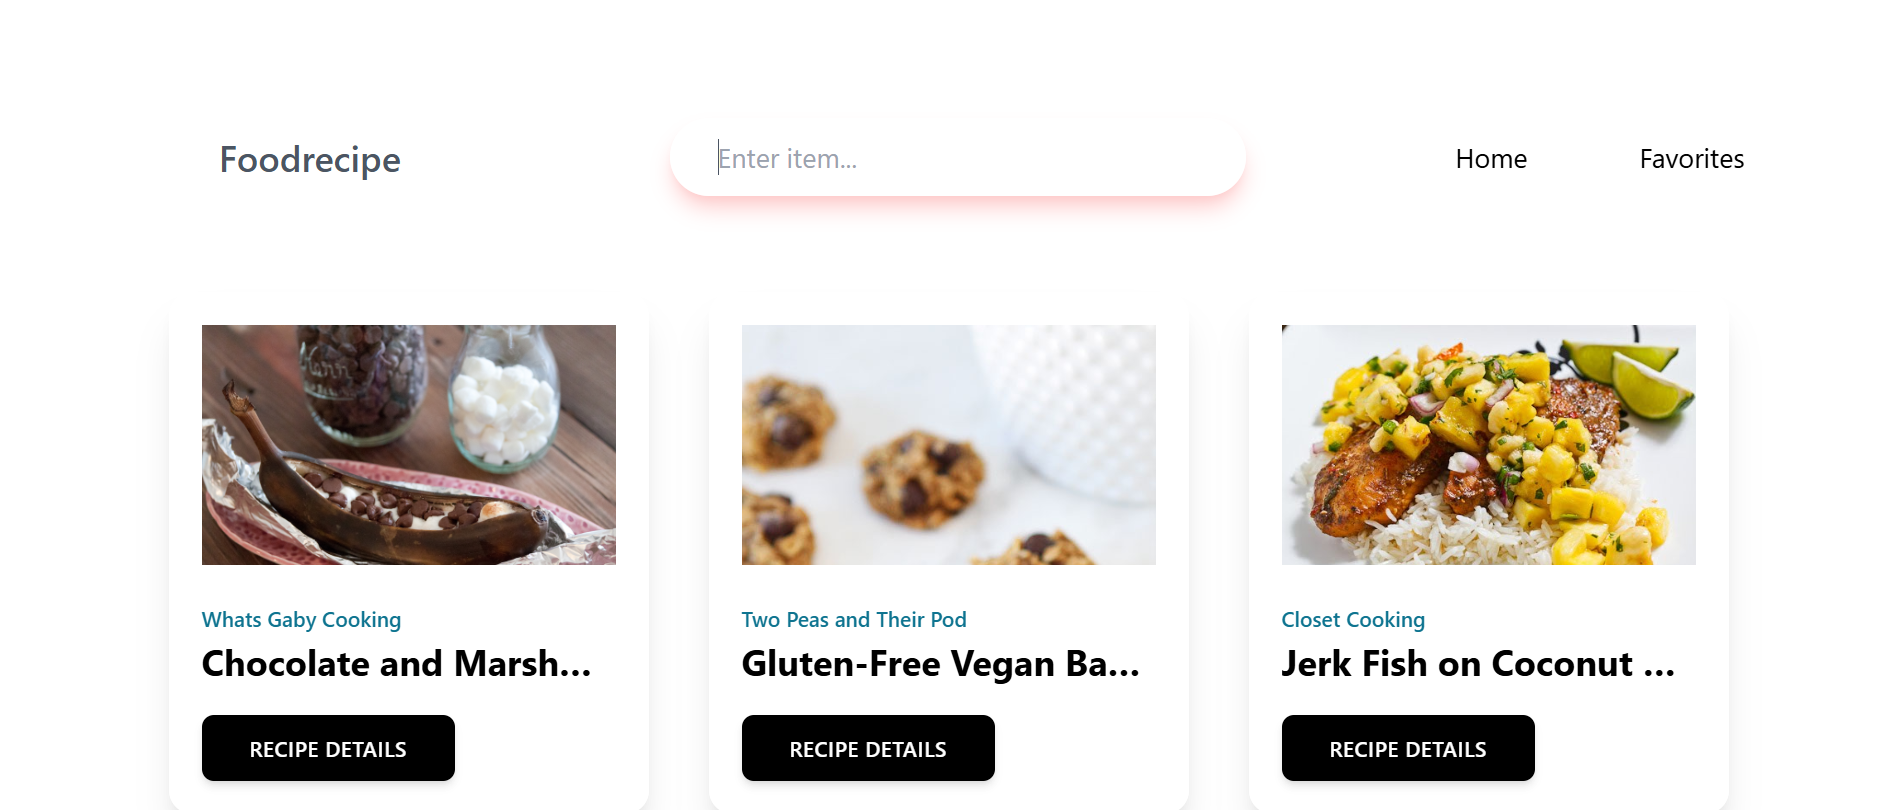 Foodrecipe
Enter item...
Home
Favorites
Whats Gaby Cooking
Chocolate and Marsh...
RECIPE DETAILS
Two Peas and Their Pod
Gluten-Free Vegan Ba...
RECIPE DETAILS
Closet Cooking
Jerk Fish on Coconut ...
RECIPE DETAILS